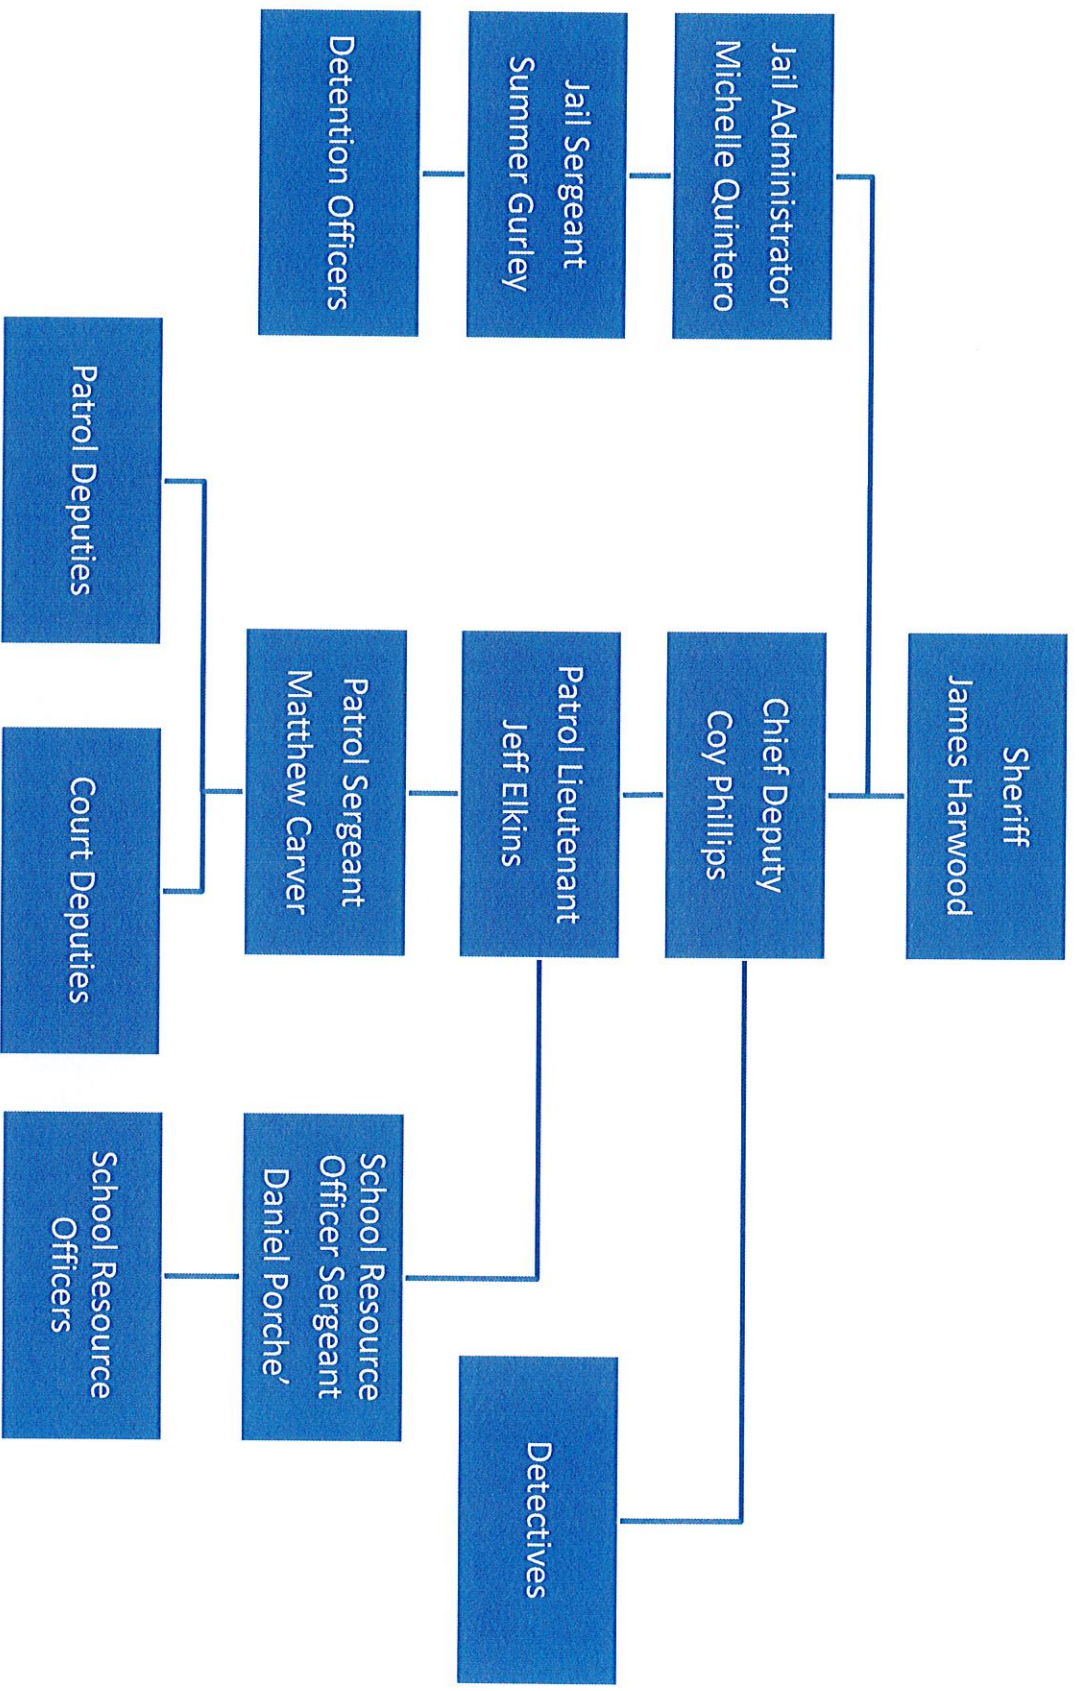 Sheriff
James Harwood
Jail Administrator
Michelle Quintero
Chief Deputy
Coy Phillips
Jail Sergeant
Summer Gurley
Patrol Lieutenant
Jeff Elkins
Detectives
Detention Officers
Patrol Sergeant
Matthew Carver
School Resource
Officer Sergeant
Daniel Porche’
Patrol Deputies
Court Deputies
School Resource
Officers